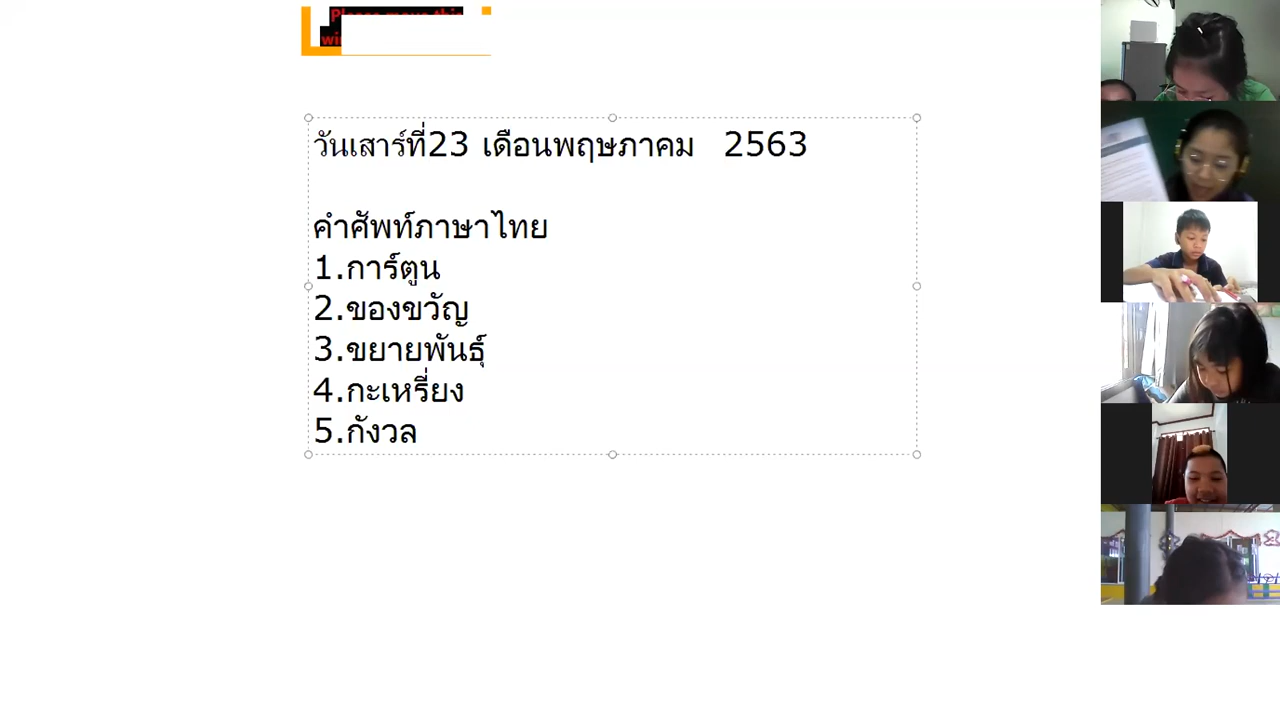 Please move this
วันเสาร์ที่23 เดือนพฤษภาคม 2563
คำศัพท์ภาษาไทย
1.การ์ตูน
2.ของขวัญ
3.ขยายพันธุ์
4.กะเหรี่ยง
5.กังวล